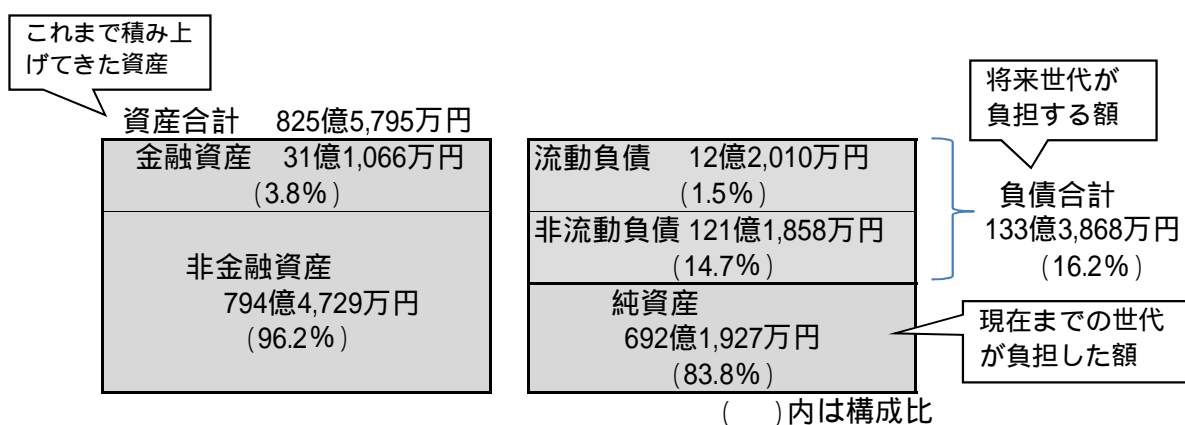 これまで積み上
げてきた資産
資産合計 825億5,795万円
金融資産 31億1,066万円
(3.8%)
非金融資産
794億4,729万円
(96.2%)
流動負債 12億2,010万円
(1.5%)
非流動負債 121億1,858万円
(14.7%)
純資産
692億1,927万円
(83.8%)
将来世代が
負担する額
負債合計
133億3,868万円
(16.2%)
現在までの世代
が負担した額
( )内は構成比